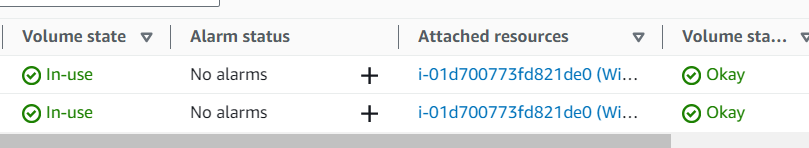 Volume state Alarm status Attached resources Volume sta...
In-use No alarms + i-01d700773fd821de0 (Wi... Okay
In-use No alarms + i-01d700773fd821de0 (Wi... Okay